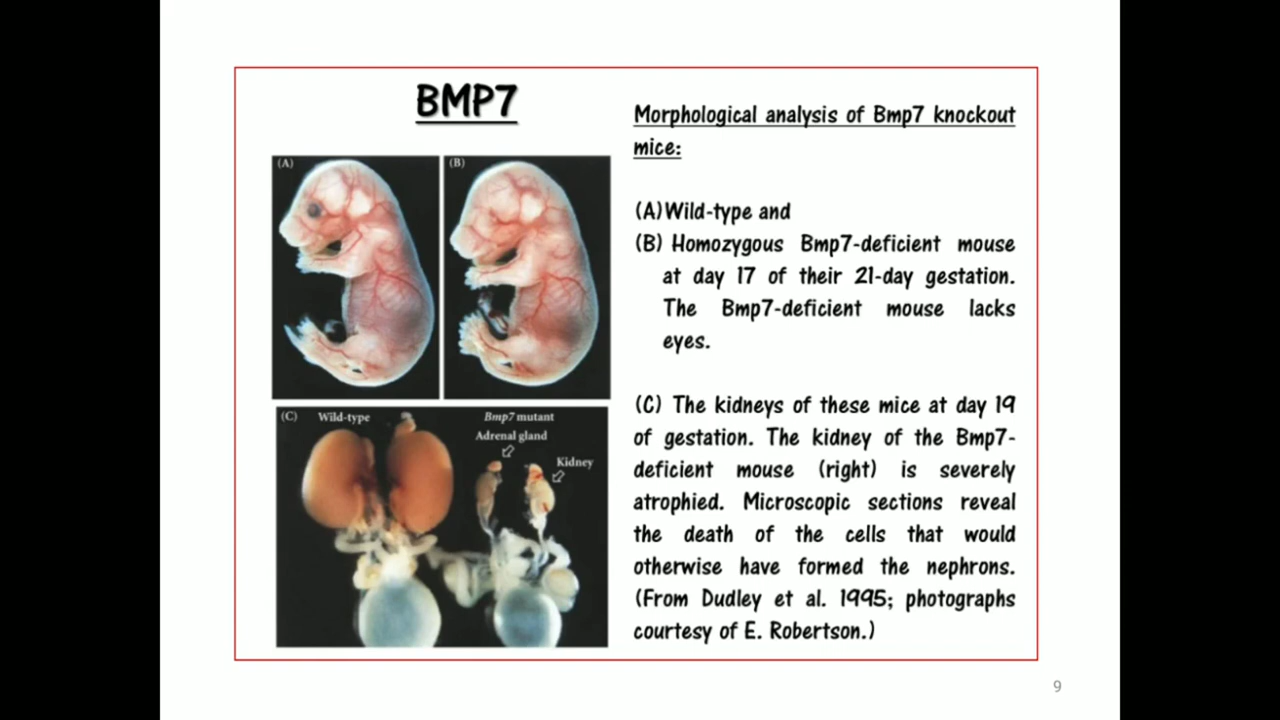 BMP7
(A)
(B)
(C) Wild-type
Bmp7 mutant
Adrenal gland
Kidney
Morphological analysis of Bmp7 knockout
mice:
(A)Wild-type and
(B) Homozygous Bmp7-deficient mouse
at day 17 of their 21-day gestation.
The Bmp7-deficient mouse lacks
eyes.
(C) The kidneys of these mice at day 19
of gestation. The kidney of the Bmp7-
deficient mouse (right) is severely
atrophied. Microscopic sections reveal
the death of the cells that would
otherwise have formed the nephrons.
(From Dudley et al. 1995; photographs
courtesy of E. Robertson.)
9